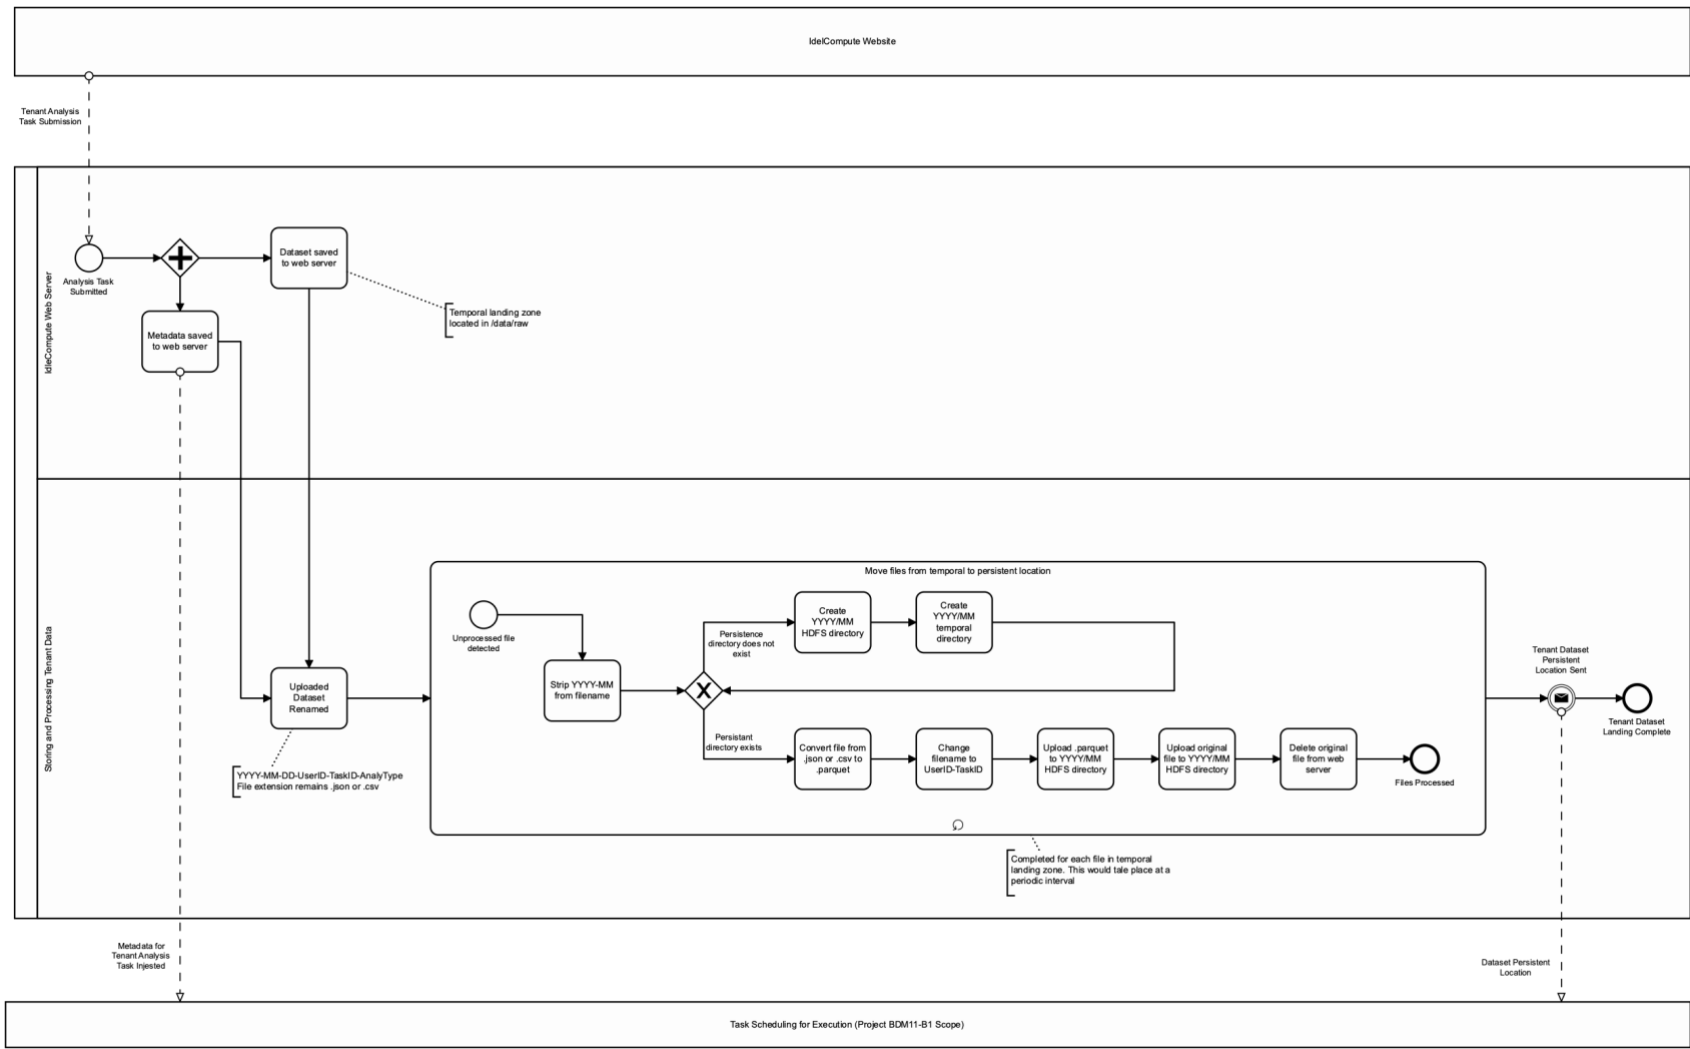 IdelCompute Website
Tenant Analysis
Task Submission
IdleCompute Web Server
Analysis Task
Submitted
Dataset saved
to web server
Metadata saved
to web server
Temporal landing zone
located in /data/raw
Storing and Processing Tenant Data
Uploaded
Dataset
Renamed
YYYY-MM-DD-UserID-TaskID-AnalyType
File extension remains .json or .csv
Move files from temporal to persistent location
Unprocessed file
detected
Strip YYYY-MM
from filename
Persistence
directory does not
exist
Create
YYYY/MM
HDFS directory
Create
YYYY/MM
temporal
directory
Persistant
directory exists
Convert file from
.json or .csv to
.parquet
Change
filename to
UserID-TaskID
Upload .parquet
to YYYY/MM
HDFS directory
Upload original
file to YYYY/MM
HDFS directory
Delete original
file from web
server
Files Processed
Completed for each file in temporal
landing zone. This would tale place at a
periodic interval
Tenant Dataset
Persistent
Location Sent
Tenant Dataset
Landing Complete
Metadata for
Tenant Analysis
Task Injested
Dataset Persistent
Location
Task Scheduling for Execution (Project BDM11-B1 Scope)